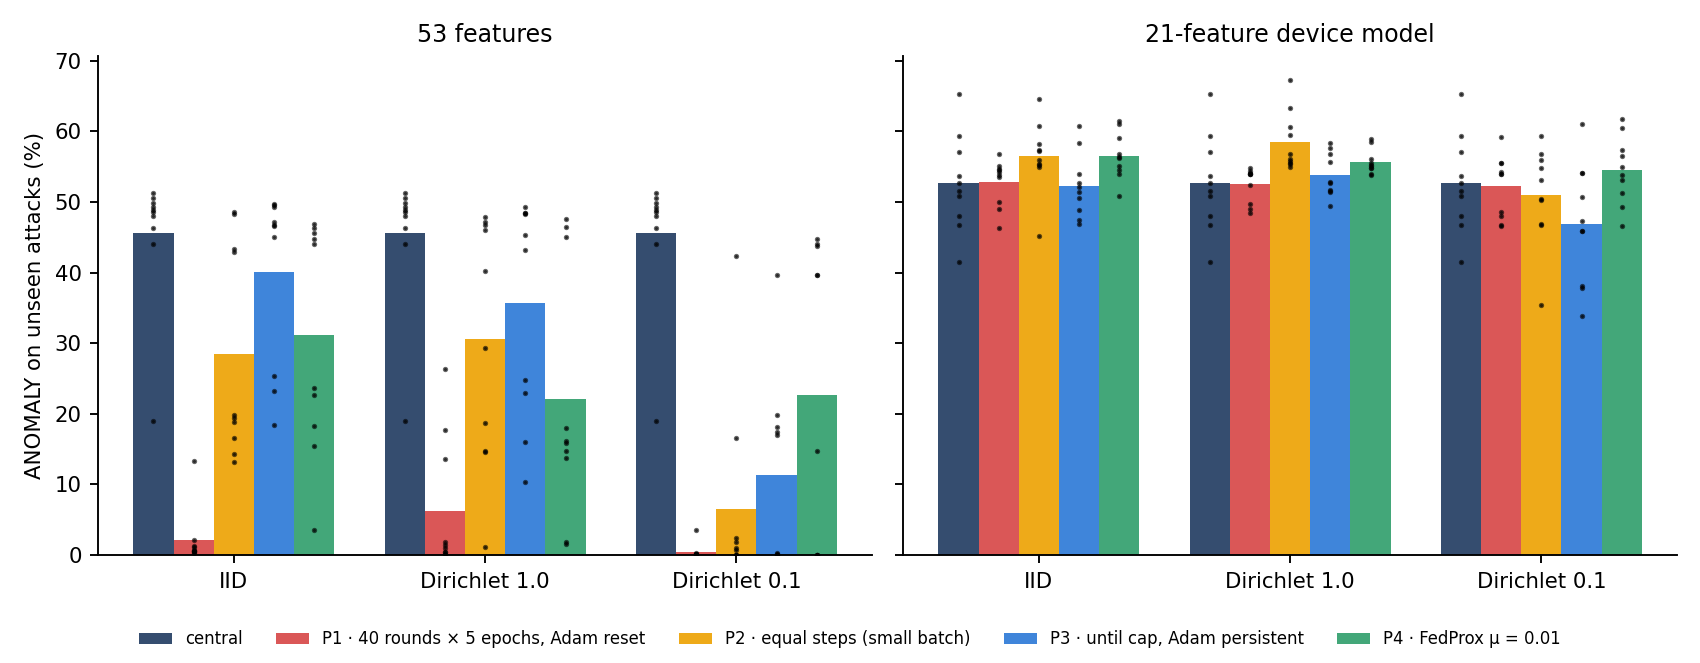 53 features
21-feature device model
ANOMALY on unseen attacks (%)
70
60
50
40
30
20
10
0
IID
Dirichlet 1.0
Dirichlet 0.1
IID
Dirichlet 1.0
Dirichlet 0.1
central
P1 · 40 rounds × 5 epochs, Adam reset
P2 · equal steps (small batch)
P3 · until cap, Adam persistent
P4 · FedProx μ = 0.01